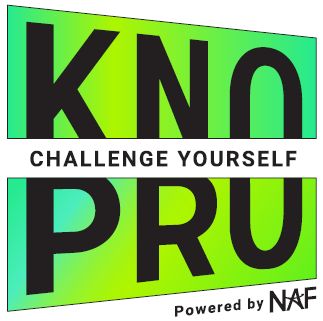 KNO
CHALLENGE YOURSELF
PRO
Powered by NAF